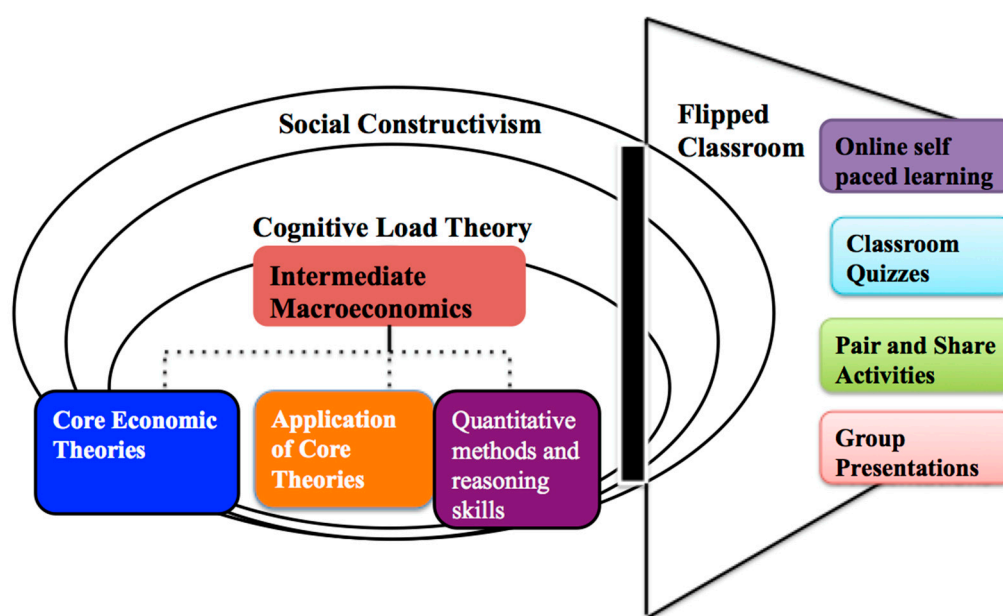 Social Constructivism
Cognitive Load Theory
Intermediate
Macroeconomics
Core Economic
Theories
Application
of Core
Theories
Quantitative
methods and
reasoning
skills
Flipped
Classroom
Online self
paced learning
Classroom
Quizzes
Pair and Share
Activities
Group
Presentations